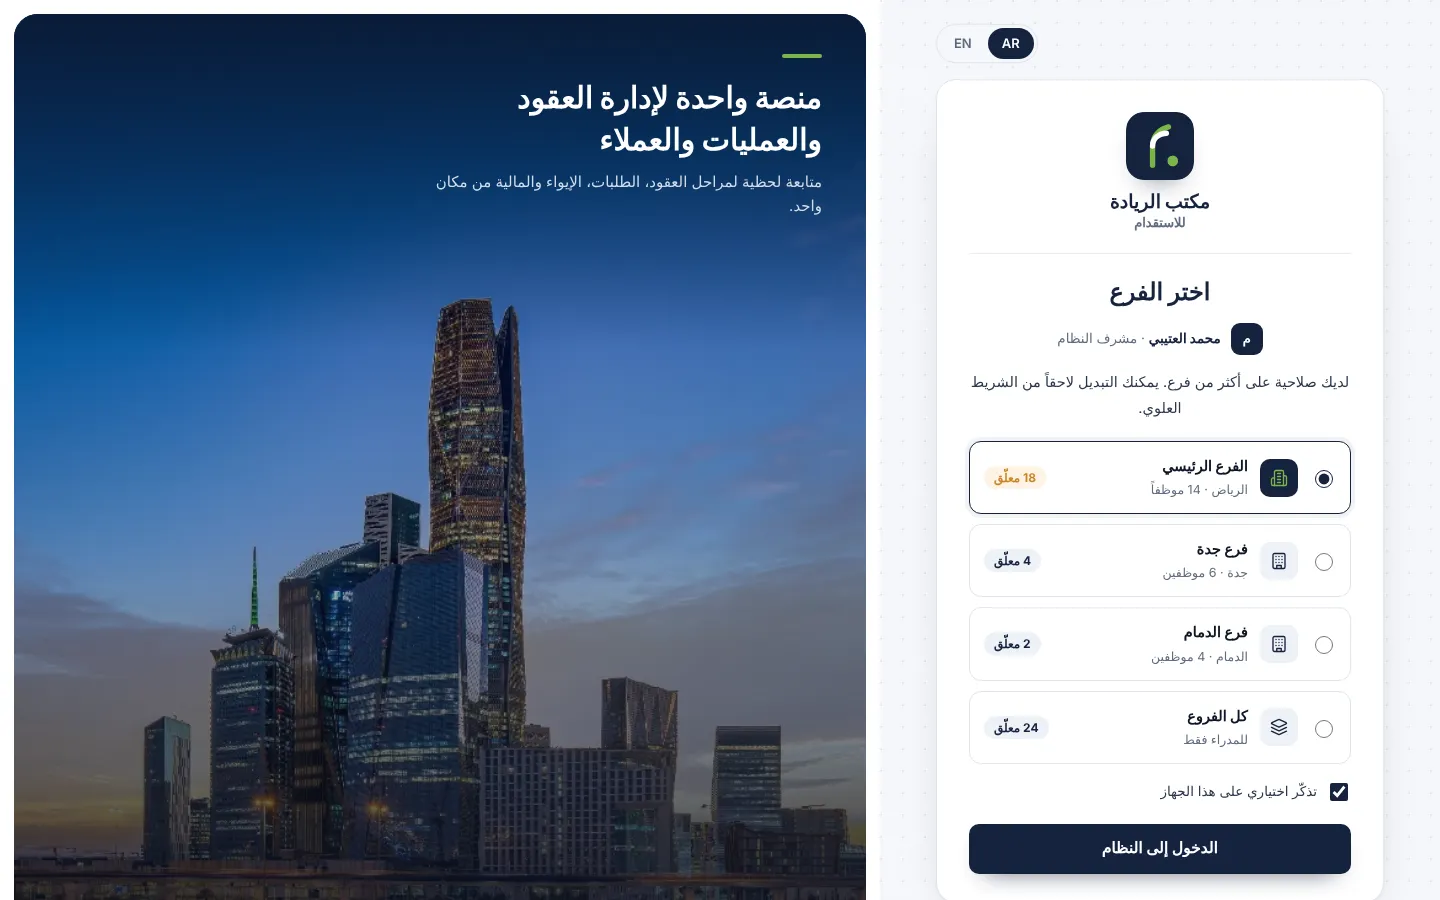 EN
AR
مكتب الريادة
للاستقدام
اختر الفرع
م
محمد العتيبي · مشرف النظام
لديك صلاحية على أكثر من فرع. يمكنك التبديل لاحقاً من الشريط
العلوي.
الفرع الرئيسي
الرياض · 14 موظفاً
18 معلّق
فرع جدة
جدة · 6 موظفين
4 معلّق
فرع الدمام
الدمام · 4 موظفين
2 معلّق
كل الفروع
للمدراء فقط
24 معلّق
تذكّر اختياري على هذا الجهاز
الدخول إلى النظام
منصة واحدة لإدارة العقود
والعمليات والعملاء
متابعة لحظية لمراحل العقود، الطلبات، الإيواء والمالية من مكان
واحد.